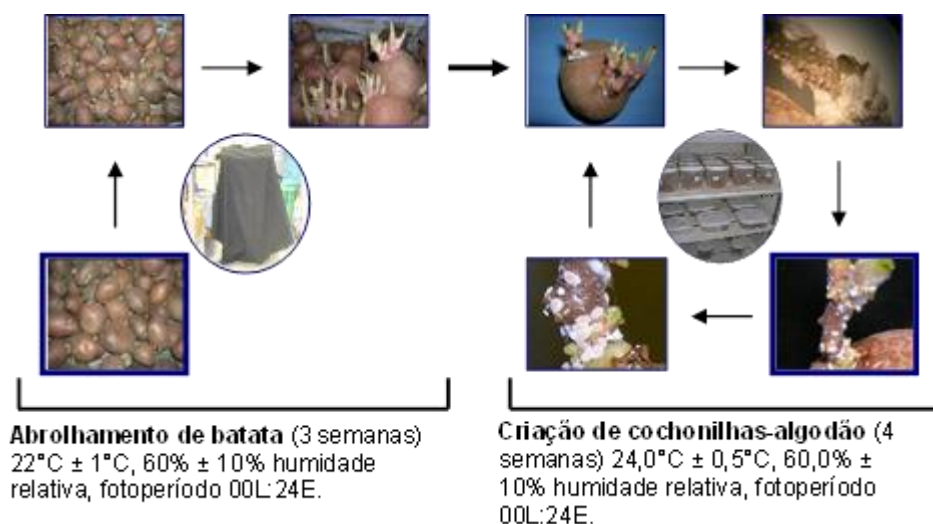 Abrolhamento de batata (3 semanas)
22°C ± 1°C, 60% ± 10% humidade
relativa, fotoperíodo 00L:24E.
Criação de cochonilhas-algodão (4
semanas) 24,0°C ± 0,5°C, 60,0% ±
10% humidade relativa, fotoperíodo
00L:24E.